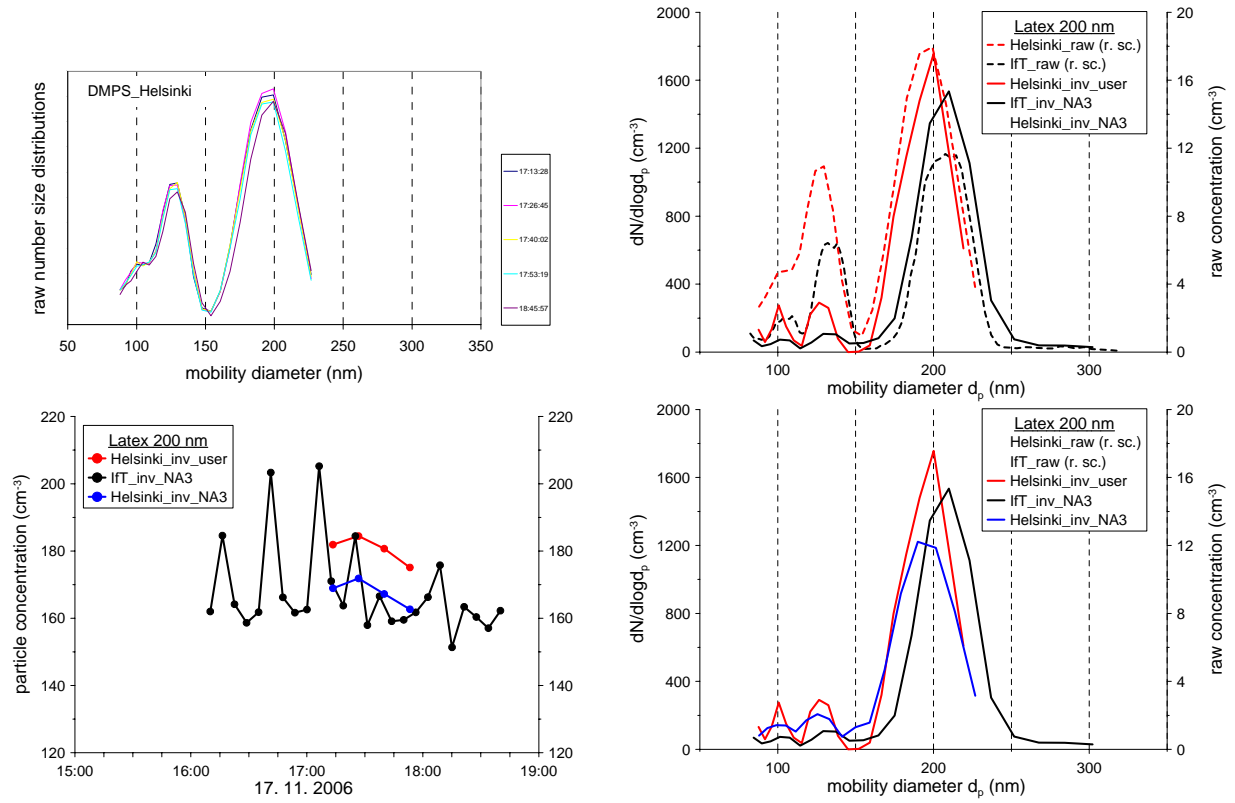 DMPS_Helsinki
raw number size distributions
17:13:28
17:26:45
17:40:02
17:53:19
18:45:57
50 100 150 200 250 300 350
mobility diameter (nm)
Latex 200 nm
Helsinki_raw (r. sc.)
IfT_raw (r. sc.)
Helsinki_inv_user
IfT_inv_NA3
Helsinki_inv_NA3
dN/dlogdp (cm-3)
2000
1600
1200
800
400
0
raw concentration (cm-3)
20
16
12
8
4
0
100 200 300
mobility diameter dp (nm)
Latex 200 nm
Helsinki_inv_user
IfT_inv_NA3
Helsinki_inv_NA3
particle concentration (cm-3)
220
200
180
160
140
120
220
200
180
160
140
120
15:00 16:00 17:00 18:00 19:00
17. 11. 2006
Latex 200 nm
Helsinki_raw (r. sc.)
IfT_raw (r. sc.)
Helsinki_inv_user
IfT_inv_NA3
Helsinki_inv_NA3
dN/dlogdp (cm-3)
2000
1600
1200
800
400
0
raw concentration (cm-3)
20
16
12
8
4
0
100 200 300
mobility diameter dp (nm)